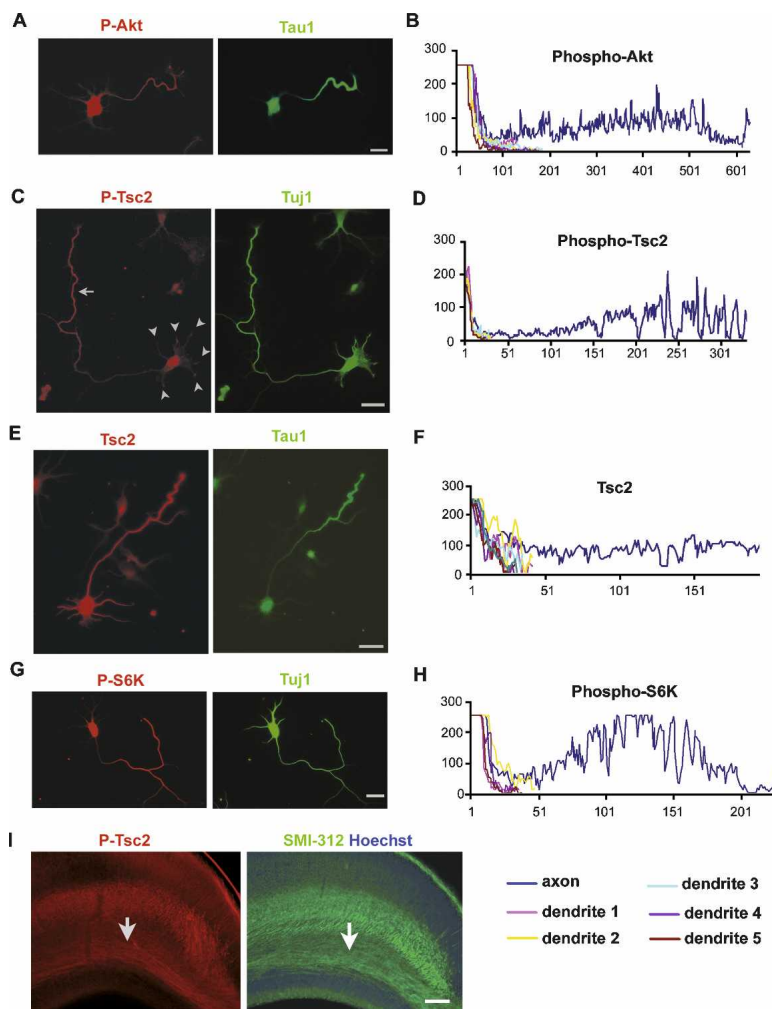 A
P-Akt Tau1
B
Phospho-Akt
300
200
100
0
1 101 201 301 401 501 601
C
P-Tsc2 Tuj1
D
Phospho-Tsc2
300
200
100
0
1 51 101 151 201 251 301
E
Tsc2 Tau1
F
Tsc2
300
200
100
0
1 51 101 151
G
P-S6K Tuj1
H
Phospho-S6K
300
200
100
0
1 51 101 151 201
I
P-Tsc2 SMI-312 Hoechst
axon dendrite 3
dendrite 1 dendrite 4
dendrite 2 dendrite 5